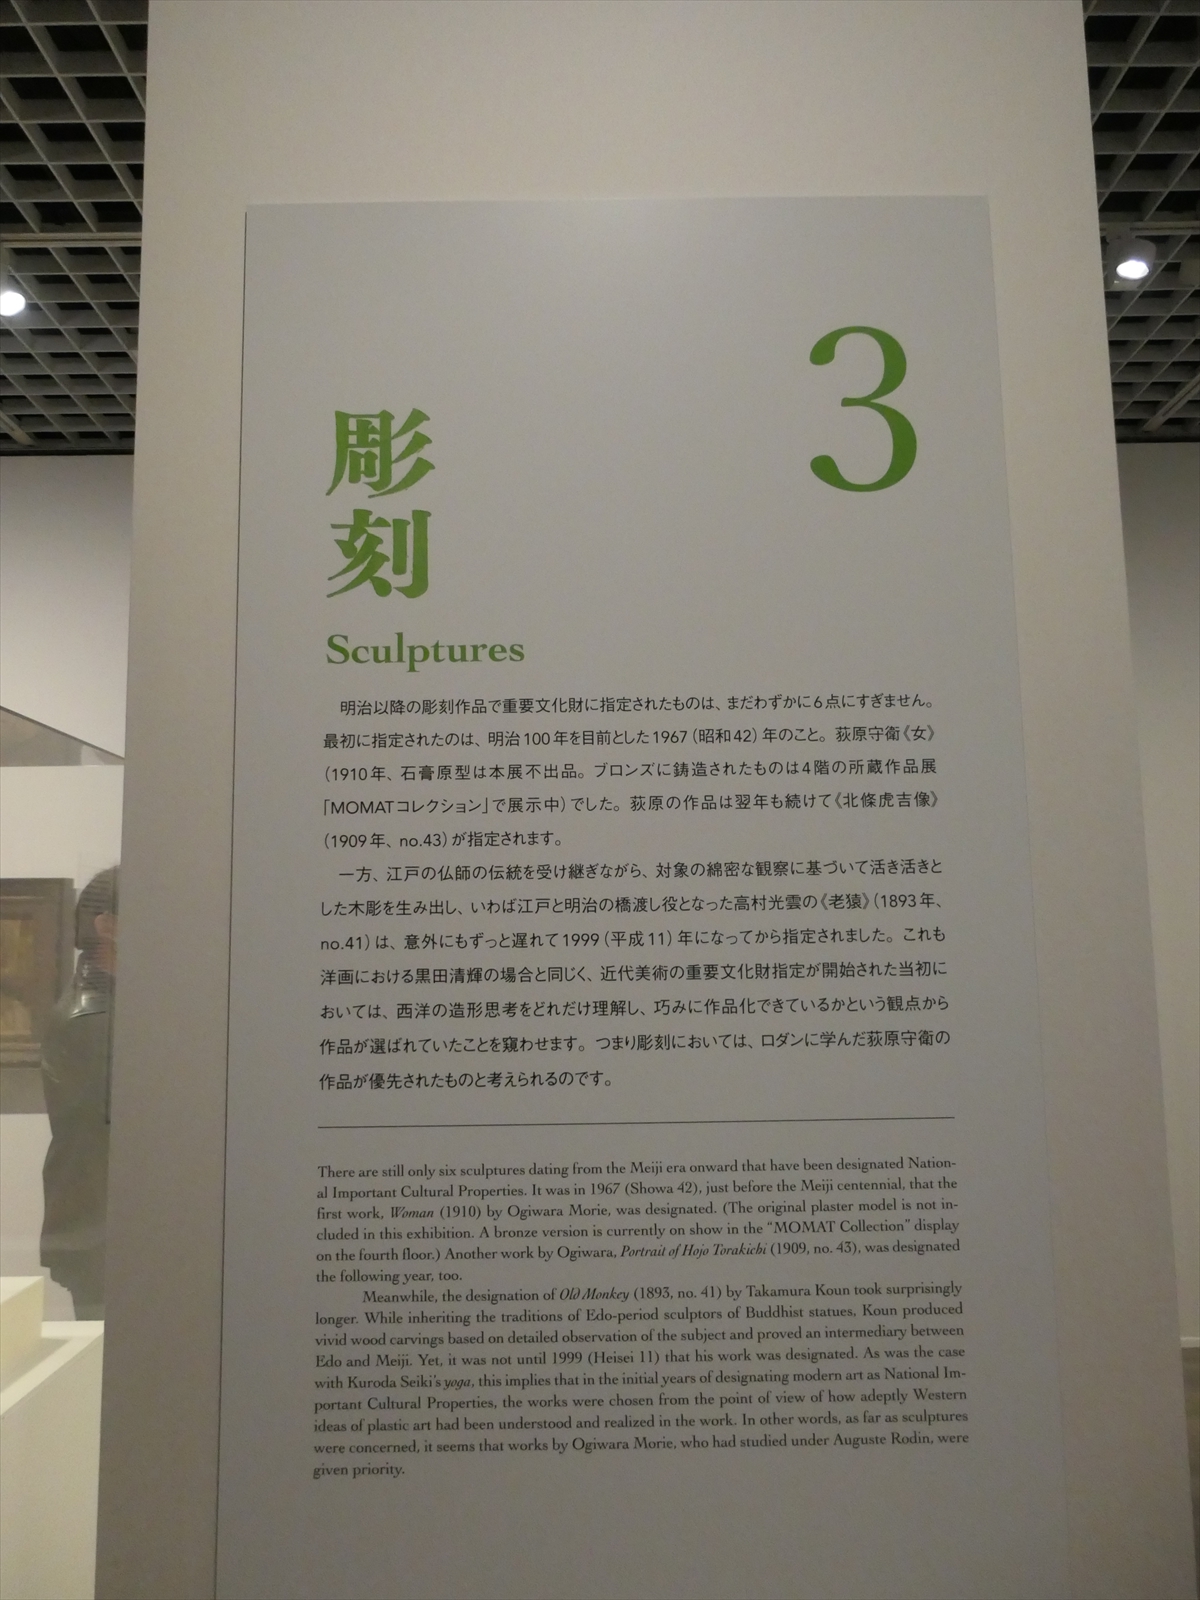 3
彫
刻
Sculptures
明治以降の彫刻作品で重要文化財に指定されたものは、まだわずかに6点にすぎません。
最初に指定されたのは、明治100年を目前とした1967（昭和42）年のこと。荻原守衛《女》
（1910年、石膏原型は本展不出品。ブロンズに鋳造されたものは4階の所蔵作品展
「MOMATコレクション」で展示中）でした。荻原の作品は翌年も続けて《北條虎吉像》
（1909年、no.43）が指定されます。
一方、江戸の仏師の伝統を受け継ぎながら、対象の綿密な観察に基づいて活き活きと
した木彫を生み出し、いわば江戸と明治の橋渡し役となった高村光雲の《老猿》（1893年、
no.41）は、意外にもずっと遅れて1999（平成11）年になってから指定されました。これも
洋画における黒田清輝の場合と同じく、近代美術の重要文化財指定が開始された当初に
おいては、西洋の造形思考をどれだけ理解し、巧みに作品化できているかという観点から
作品が選ばれていたことを窺わせます。つまり彫刻においては、ロダンに学んだ荻原守衛の
作品が優先されたものと考えられるのです。
There are still only six sculptures dating from the Meiji era onward that have been designated Nation-
al Important Cultural Properties. It was in 1967 (Showa 42), just before the Meiji centennial, that the
first work, Woman (1910) by Ogiwara Morie, was designated. (The original plaster model is not in-
cluded in this exhibition. A bronze version is currently on show in the “MOMAT Collection” display
on the fourth floor.) Another work by Ogiwara, Portrait of Hojo Torakichi (1909, no. 43), was designated
the following year, too.
Meanwhile, the designation of Old Monkey (1893, no. 41) by Takamura Koun took surprisingly
longer. While inheriting the traditions of Edo-period sculptors of Buddhist statues, Koun produced
vivid wood carvings based on detailed observation of the subject and proved an intermediary between
Edo and Meiji. Yet, it was not until 1999 (Heisei 11) that his work was designated. As was the case
with Kuroda Seiki’s yoga, this implies that in the initial years of designating modern art as National Im-
portant Cultural Properties, the works were chosen from the point of view of how adeptly Western
ideas of plastic art had been understood and realized in the work. In other words, as far as sculptures
were concerned, it seems that works by Ogiwara Morie, who had studied under Auguste Rodin, were
given priority.